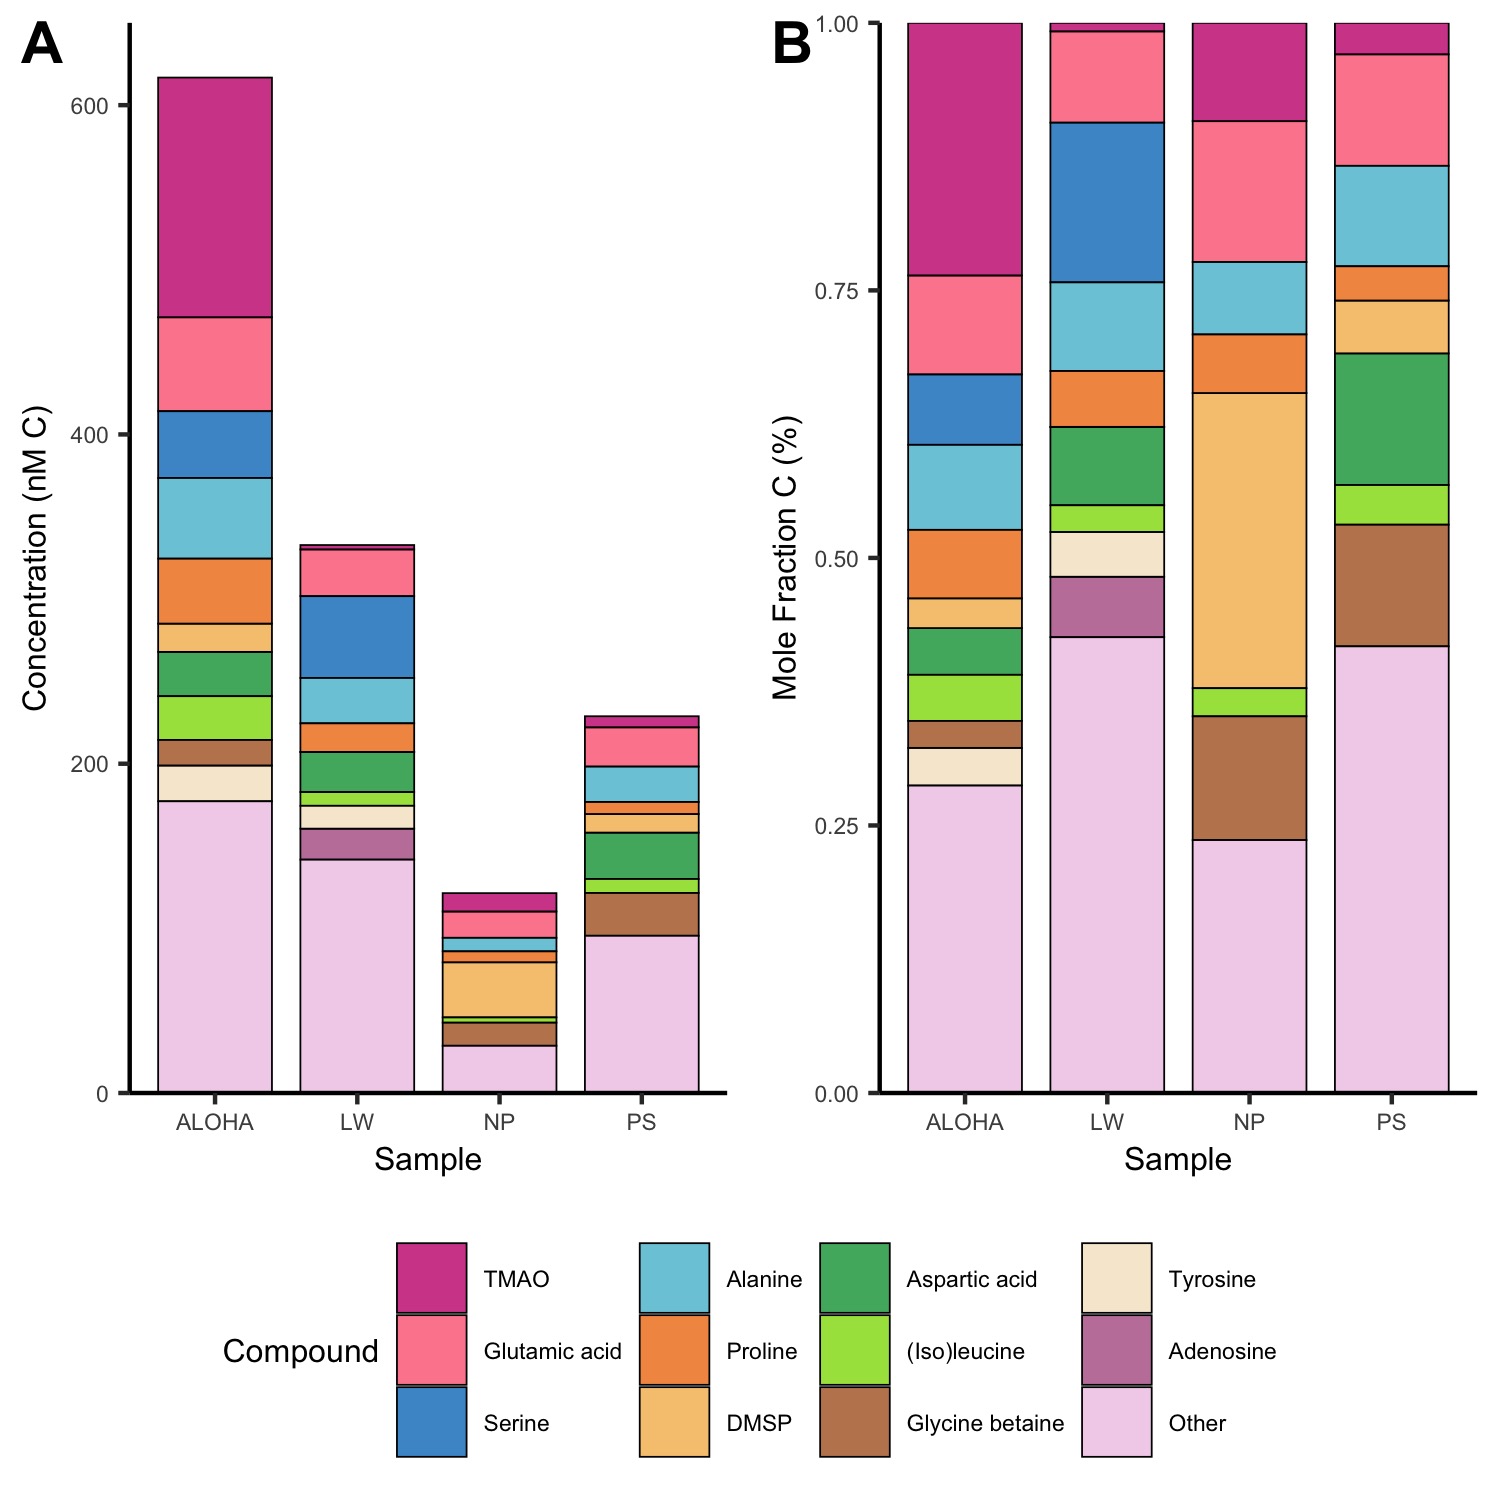 A
Concentration (nM C)
600
400
200
0
ALOHA LW NP PS
Sample
B
Mole Fraction C (%)
1.00
0.75
0.50
0.25
0.00
ALOHA LW NP PS
Sample
Compound
TMAO
Glutamic acid
Serine
Alanine
Proline
DMSP
Aspartic acid
(Iso)leucine
Glycine betaine
Tyrosine
Adenosine
Other